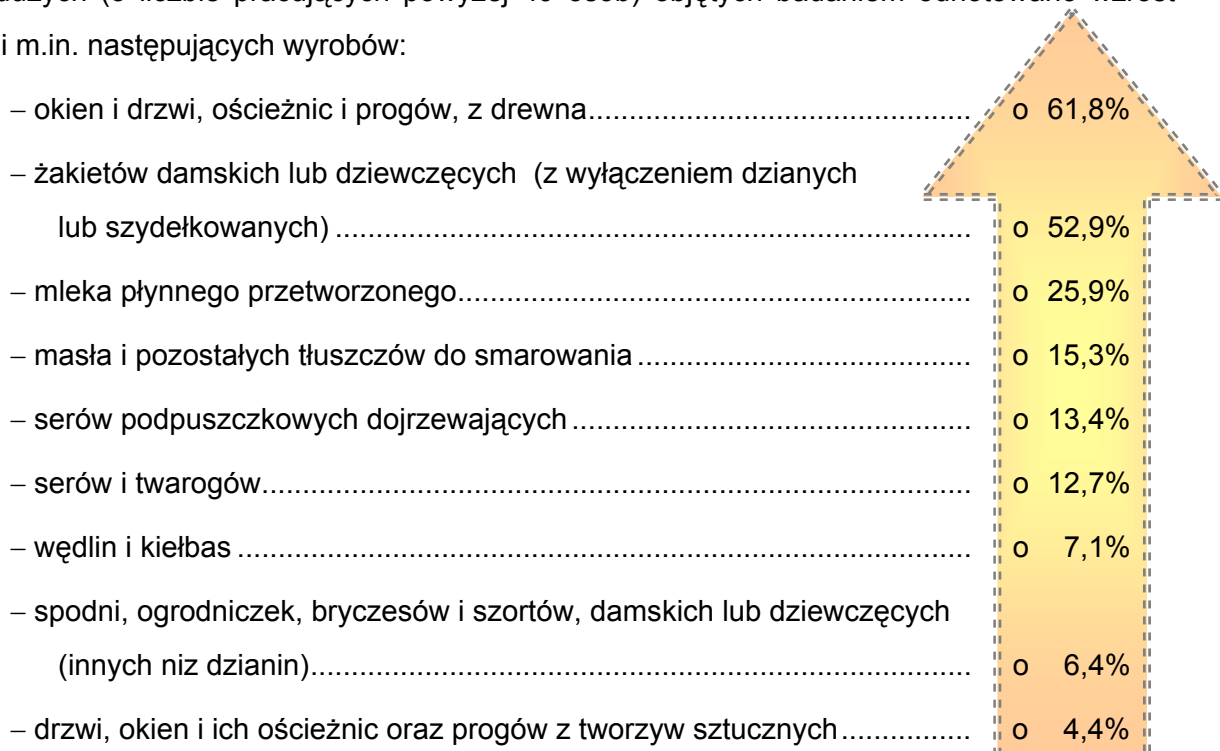 i m.in. następujących wyrobów:
– okien i drzwi, ościeżnic i progów, z drewna.......................................... o 61,8%
– żakietów damskich lub dziewczęcych (z wyłączeniem dzianych
lub szydełkowanych) ....................................................................... o 52,9%
– mleka płynnego przetworzonego......................................................... o 25,9%
– masła i pozostałych tłuszczów do smarowania ..................................... o 15,3%
– serów podpuszczkowych dojrzewających ............................................ o 13,4%
– serów i twarogów............................................................................... o 12,7%
– wędlin i kiełbas .................................................................................. o 7,1%
– spodni, ogrodniczek, bryczesów i szortów, damskich lub dziewczęcych
(innych niz dzianin).......................................................................... o 6,4%
– drzwi, okien i ich ościeżnic oraz progów z tworzyw sztucznych ................ o 4,4%